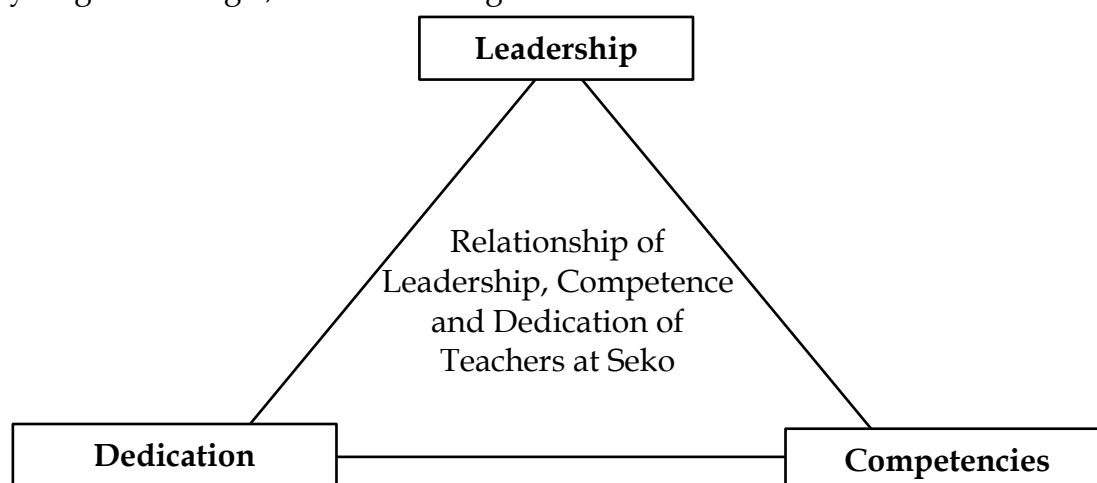 Leadership
Relationship of
Leadership, Competence
and Dedication of
Teachers at Seko
Dedication
Competencies